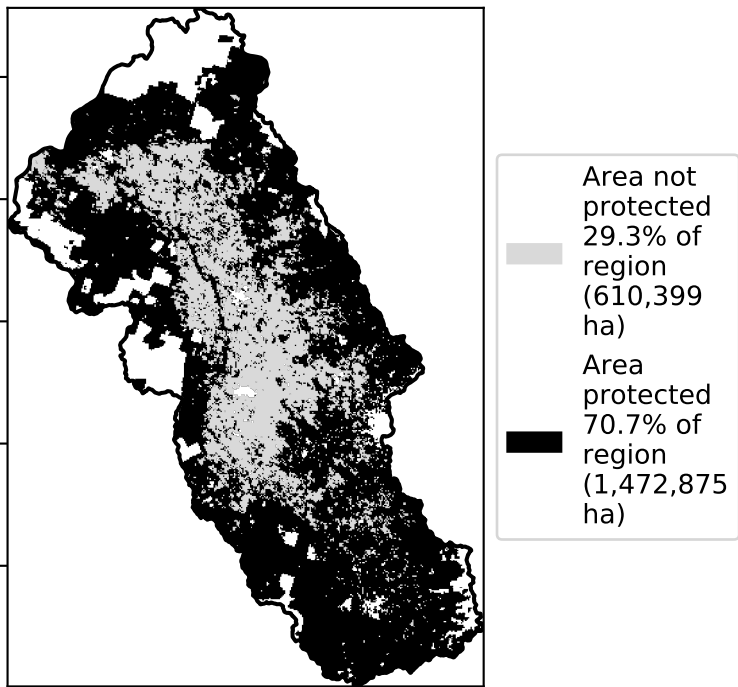 Area not
protected
29.3% of
region
(610,399
ha)
Area
protected
70.7% of
region
(1,472,875
ha)